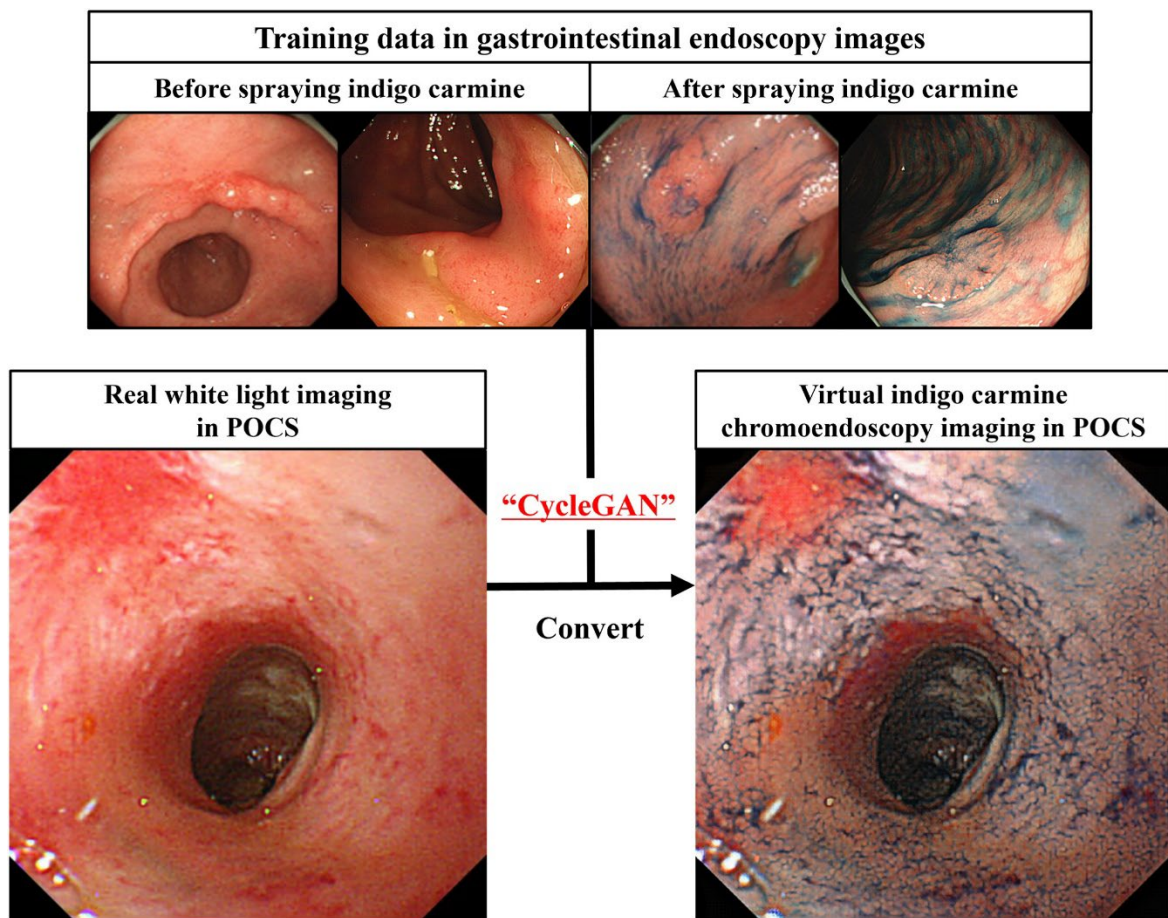 Training data in gastrointestinal endoscopy images
Before spraying indigo carmine
After spraying indigo carmine
Real white light imaging
in POCS
Virtual indigo carmine
chromoendoscopy imaging in POCS
“CycleGAN”
Convert